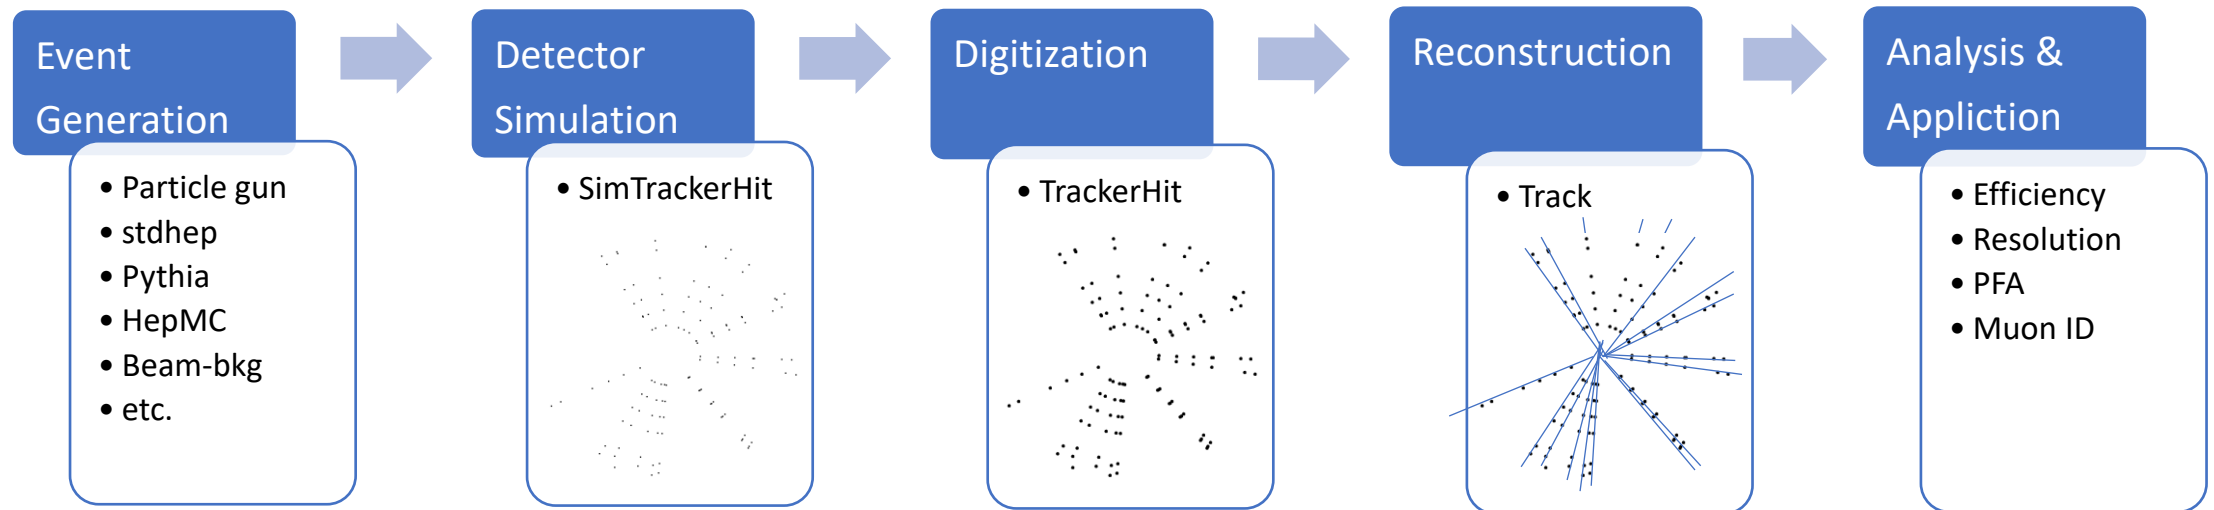 Event
Generation
• Particle gun
• stdhep
• Pythia
• HepMC
• Beam-bkg
• etc.
Detector
Simulation
• SimTrackerHit
Digitization
• TrackerHit
Reconstruction
• Track
Analysis &
Appliction
• Efficiency
• Resolution
• PFA
• Muon ID